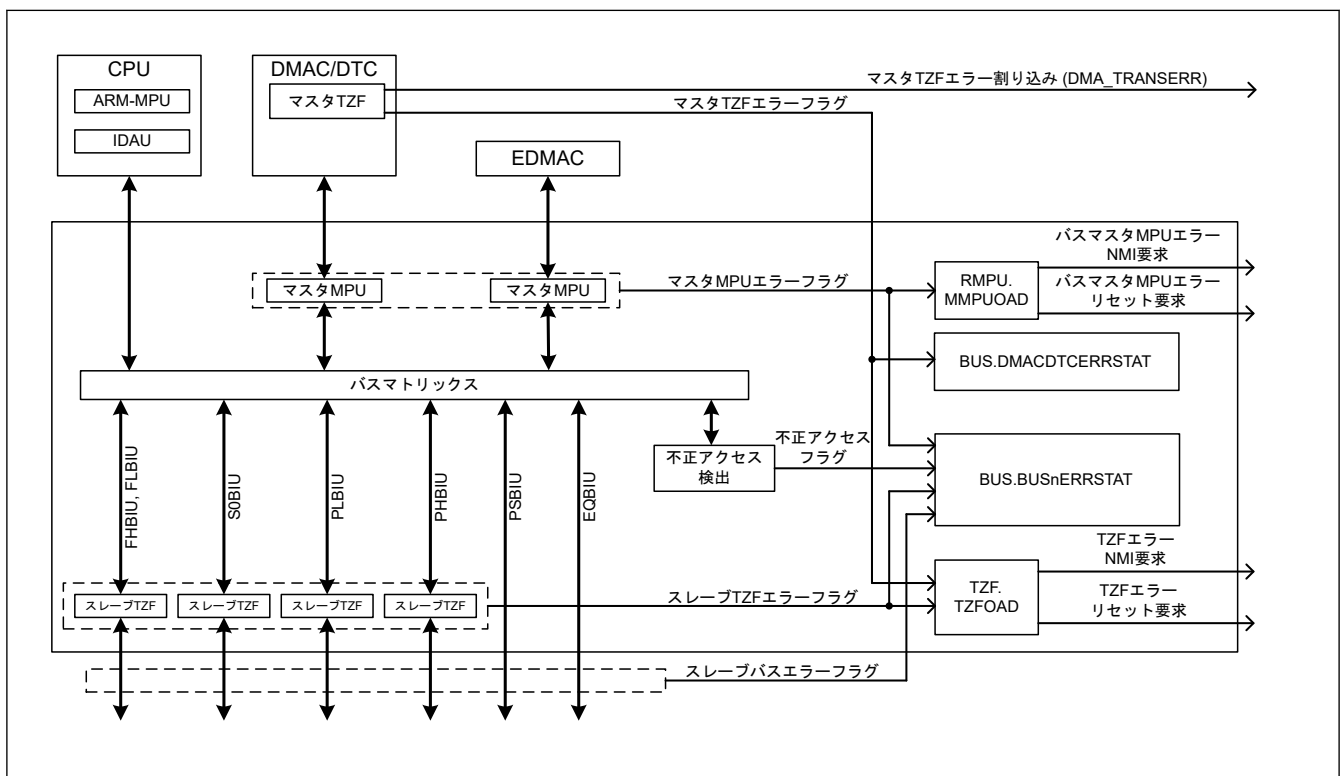 CPU
ARM-MPU
IDAU
DMAC/DTC
マスタTZF
マスタTZFエラー割り込み (DMA_TRANSERR)
マスタTZFエラーフラグ
EDMAC
マスタMPU
マスタMPU
マスタMPUエラーフラグ
RMPU.
MMPUOAD
バスマスタMPUエラー
NMI要求
バスマスタMPUエラー
リセット要求
BUS.DMACDTCERRSTAT
バスマトリックス
FHBIU, FLBIU
S0BIU
PLBIU
PHBIU
PSBIU
EQBIU
不正アクセス
検出
不正アクセス
フラグ
BUS.BUSnERRSTAT
スレーブTZF
スレーブTZF
スレーブTZF
スレーブTZF
スレーブTZFエラーフラグ
TZF.
TZFOAD
TZFエラー
NMI要求
TZFエラー
リセット要求
スレーブバスエラーフラグ